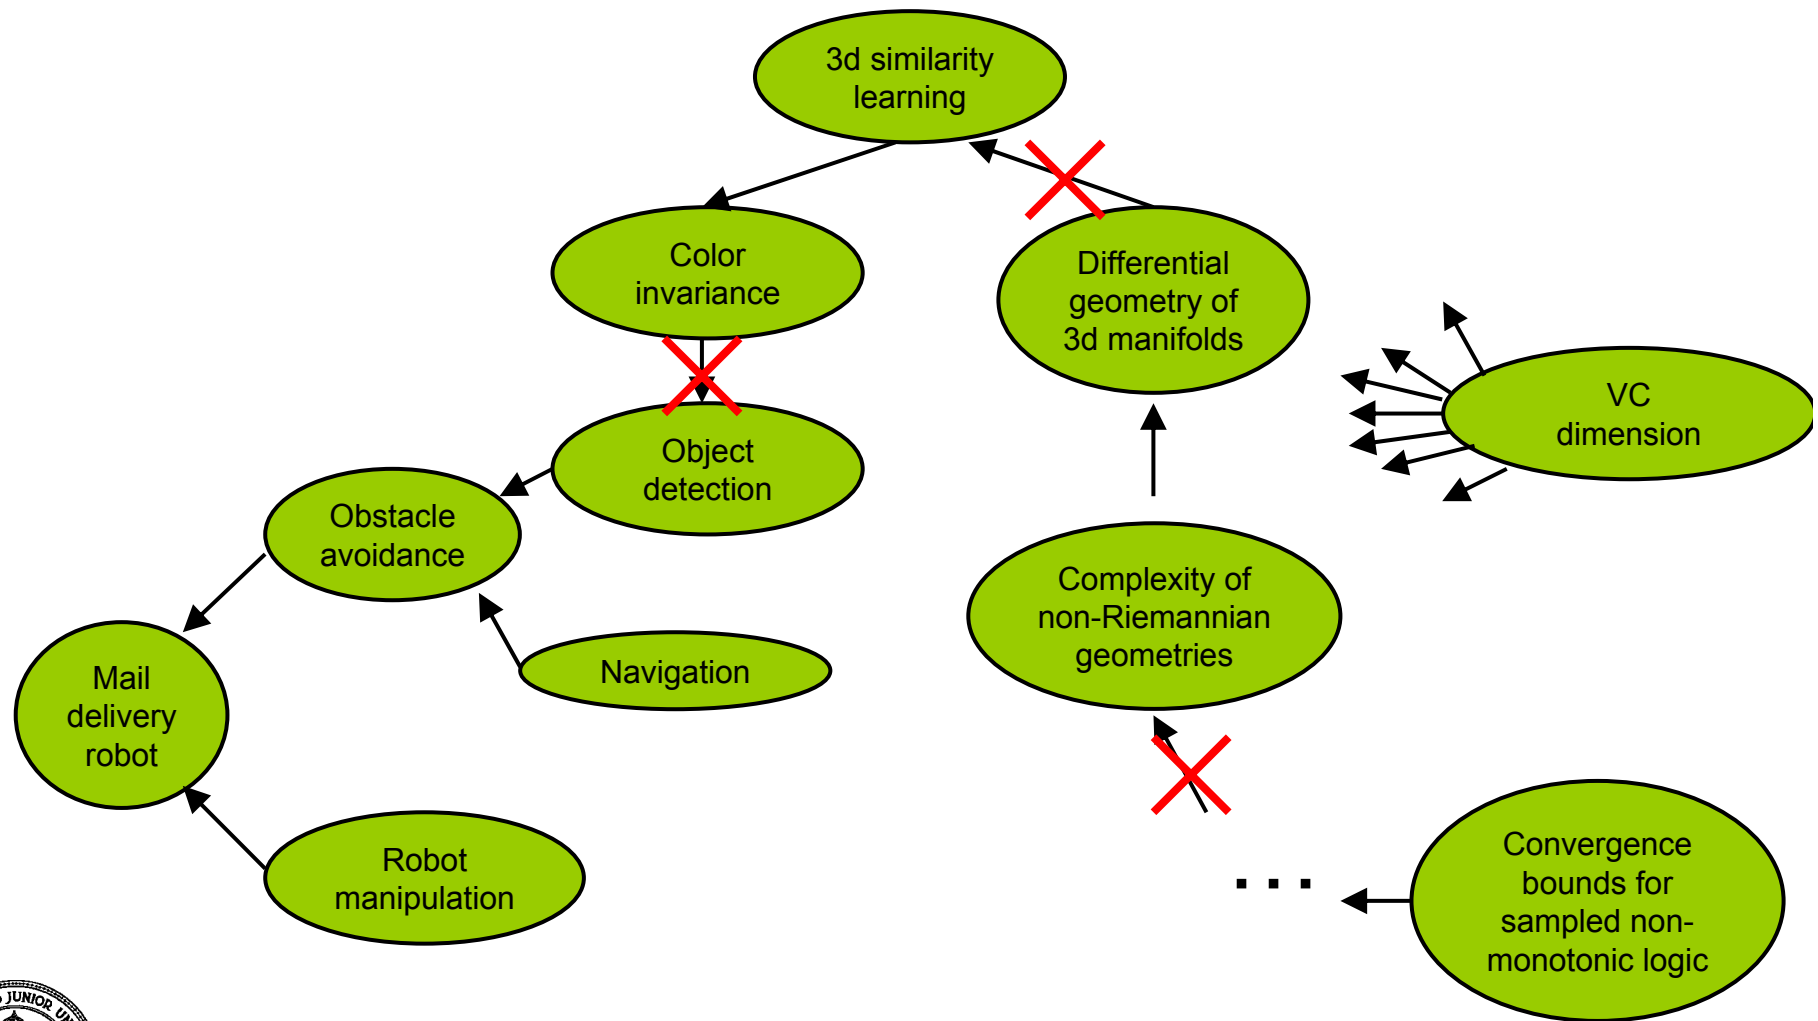 3d similarity
learning
Color
invariance
Differential
geometry of
3d manifolds
VC
dimension
Object
detection
Obstacle
avoidance
Complexity of
non-Riemannian
geometries
Navigation
Mail
delivery
robot
Robot
manipulation
Convergence
bounds for
sampled non-
monotonic logic
. . .
JUNIOR